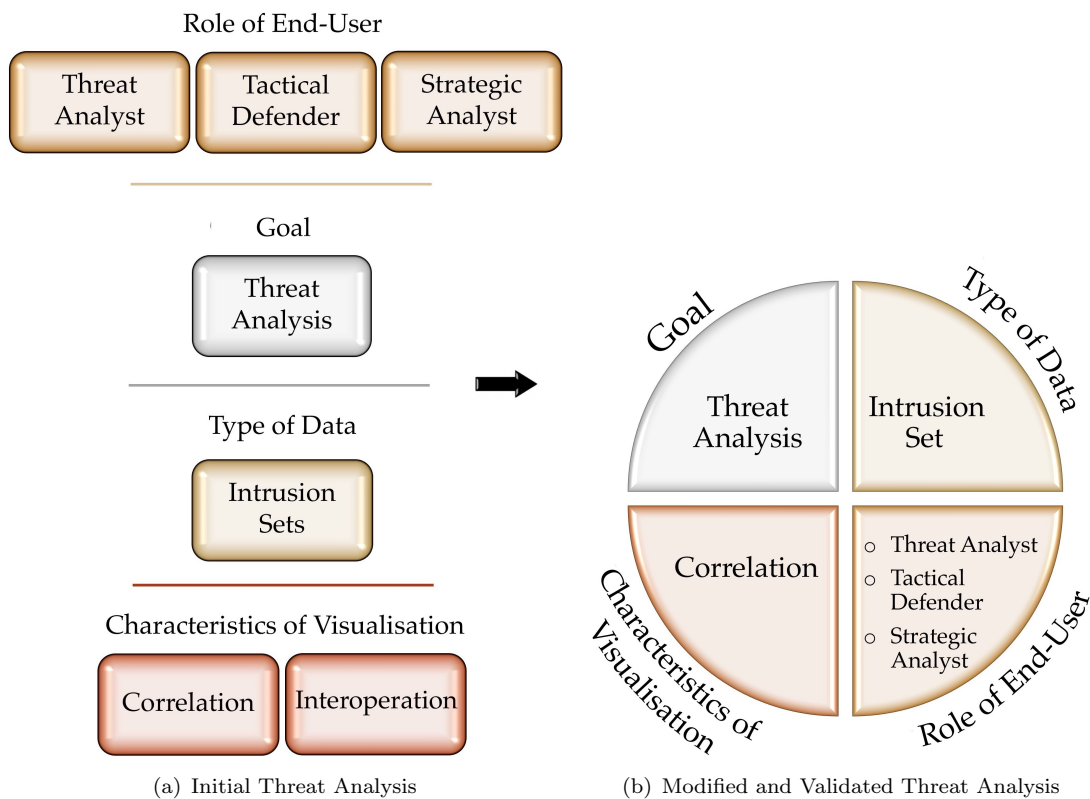 Role of End-User
Threat
Analyst
Tactical
Defender
Strategic
Analyst
Goal
Threat
Analysis
Type of Data
Intrusion
Sets
Characteristics of Visualisation
Correlation
Interoperation
(a) Initial Threat Analysis
Goal
Threat
Analysis
Type of Data
Intrusion
Set
Characteristics of
Visualisation
Correlation
○ Threat Analyst
○ Tactical
Defender
○ Strategic
Analyst
Role of End-User
(b) Modified and Validated Threat Analysis